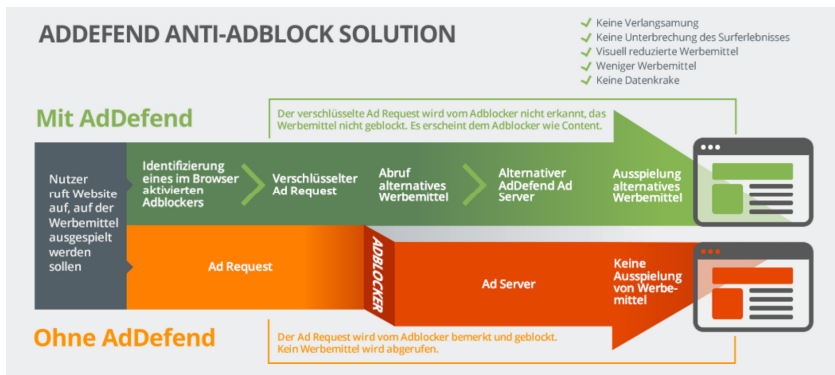 ADDEFEND ANTI-ADBLOCK SOLUTION
Keine Verlangsamung
Keine Unterbrechung des Surferlebnisses
Visuell reduzierte Werbemittel
Weniger Werbemittel
Keine Datenkrake
Mit AdDefend
Der verschlüsselte Ad Request wird vom Adblocker nicht erkannt, das
Werbemittel nicht geblockt. Es erscheint dem Adblocker wie Content.
Nutzer
ruft Website
auf, auf der
Werbemittel
ausgespielt
werden
sollen
Identifizierung
eines im Browser
aktivierten
Adblockers
Verschlüsselter
Ad Request
Abruf
alternatives
Werbemittel
Alternativer
AdDefend Ad
Server
Ausspielung
alternatives
Werbemittel
Ad Request
ADBLOCKER
Ad Server
Keine
Ausspielung
von Werbe-
mittel
Ohne AdDefend
Der Ad Request wird vom Adblocker bemerkt und geblockt.
Kein Werbemittel wird abgerufen.